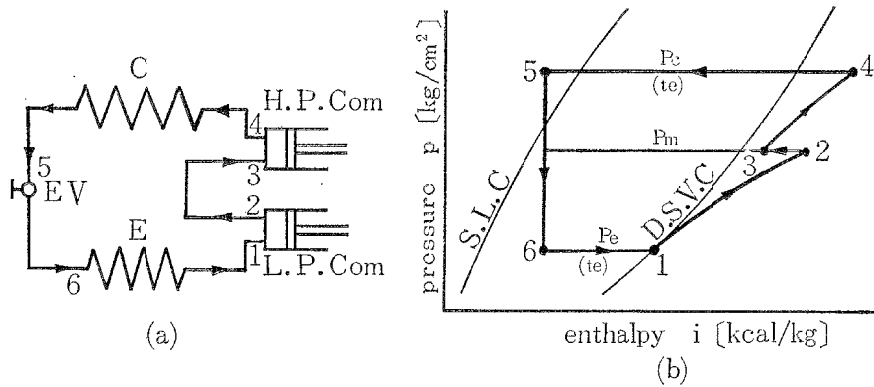 C
H.P.Com
4
3
5
EV
2
E
1
6
L.P.Com
(a)
pressure p [kg/cm²]
5
Pc
(te)
4
Pm
3
2
S.L.C
D.S.V.C
6
Pe
(te)
1
enthalpy i [kcal/kg]
(b)